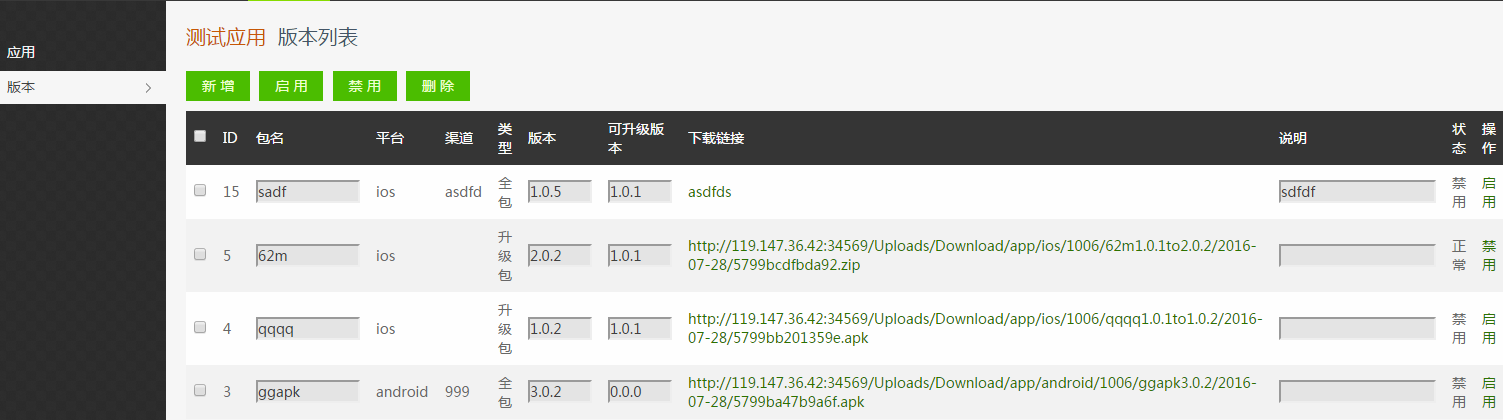 测试应用 版本列表
应用
版本
新 增 启 用 禁 用 删 除
ID 包名 平台 渠道 类型 版本 可升级版本 下载链接 说明 状态 操作
15 sadf ios asdfd 全包 1.0.5 1.0.1 asdfds sdfdf 禁用 启用
5 62m ios 升级包 2.0.2 1.0.1 http://119.147.36.42:34569/Uploads/Download/app/ios/1006/62m1.0.1to2.0.2/2016-
07-28/5799bcdfbda92.zip 正常 禁用
4 qqqq ios 升级包 1.0.2 1.0.1 http://119.147.36.42:34569/Uploads/Download/app/ios/1006/qqqq1.0.1to1.0.2/2016-
07-28/5799bb201359e.apk 禁用 启用
3 ggapk android 999 全包 3.0.2 0.0.0 http://119.147.36.42:34569/Uploads/Download/app/android/1006/ggapk3.0.2/2016-
07-28/5799ba47b9a6f.apk 禁用 启用